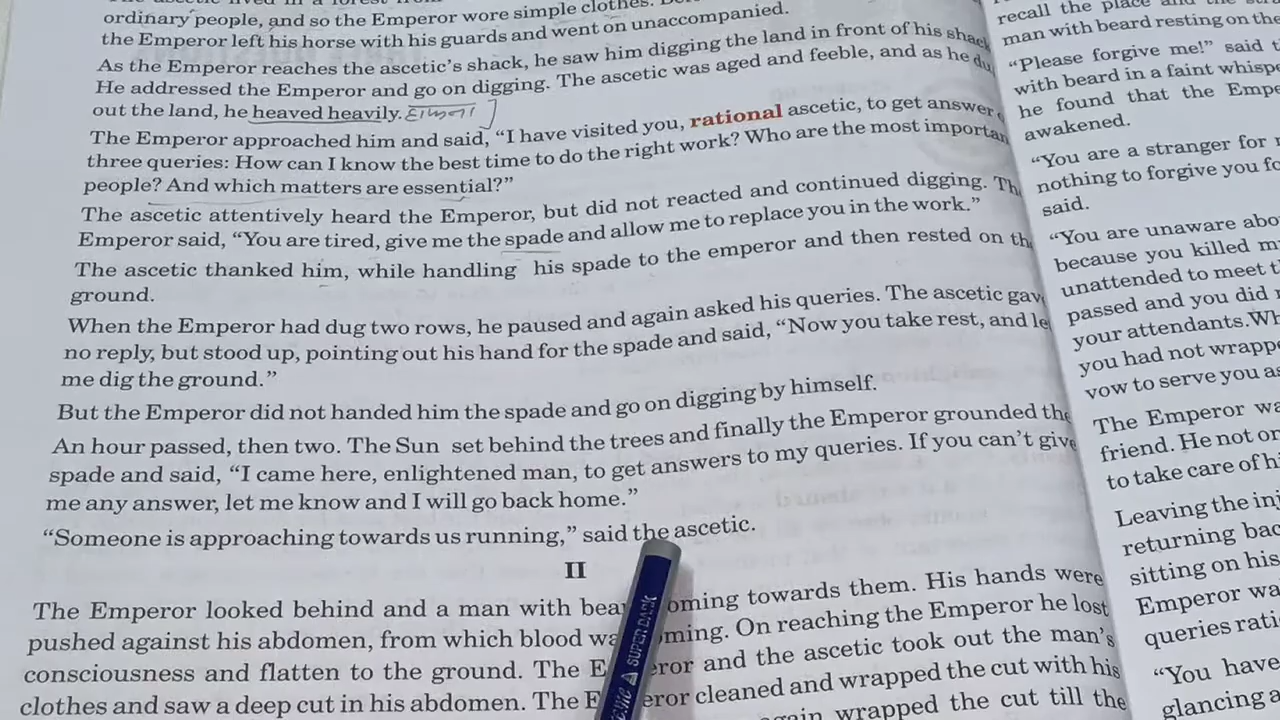 ordinary people, and so the Emperor wore simple clothes.
the Emperor left his horse with his guards and went on unaccompanied.
As the Emperor reaches the ascetic's shack, he saw him digging the land in front of his shack
He addressed the Emperor and go on digging. The ascetic was aged and feeble, and as he du
out the land, he heaved heavily.
The Emperor approached him and said, "I have visited you, rational ascetic, to get answer
three queries: How can I know the best time to do the right work? Who are the most importan
people? And which matters are essential?"
The ascetic attentively heard the Emperor, but did not reacted and continued digging. Th
Emperor said, "You are tired, give me the spade and allow me to replace you in the work."
The ascetic thanked him, while handling his spade to the emperor and then rested on th
ground.
When the Emperor had dug two rows, he paused and again asked his queries. The ascetic gav
no reply, but stood up, pointing out his hand for the spade and said, "Now you take rest, and le
me dig the ground."
But the Emperor did not handed him the spade and go on digging by himself.
An hour passed, then two. The Sun set behind the trees and finally the Emperor grounded the
spade and said, "I came here, enlightened man, to get answers to my queries. If you can't give
me any answer, let me know and I will go back home."
"Someone is approaching towards us running," said the ascetic.
II
The Emperor looked behind and a man with bear oming towards them. His hands were
pushed against his abdomen, from which blood wa ming. On reaching the Emperor he lost
consciousness and flatten to the ground. The E eror and the ascetic took out the man's
clothes and saw a deep cut in his abdomen. The E eror cleaned and wrapped the cut with his
wrapped the cut till the
SUPER DARK
recall the place and the
man with beard resting on the
"Please forgive me!" said t
with beard in a faint whispe
he found that the Empe
awakened.
"You are a stranger for
nothing to forgive you fo
said.
"You are unaware abo
because you killed m
unattended to meet t
passed and you did
your attendants. Wh
you had not wrapp
vow to serve you as
The Emperor wa
friend. He not on
to take care of hi
Leaving the inj
returning bac
sitting on his
Emperor wa
queries rati
"You have
glancing a